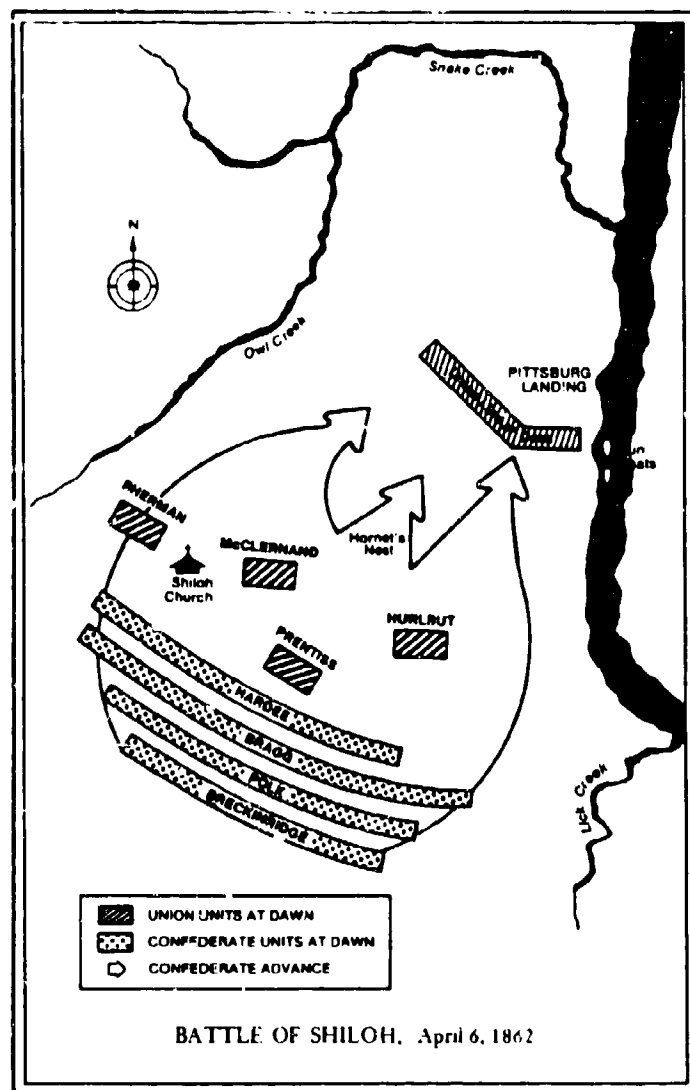 Snake Creek
N
Owl Creek
PITTSBURG
LANDING
SHERMAN
Shiloh
Church
McCLERNAND
Hornet's
Nest
PRENTISS
HURLBUT
HARDEE
BRAGG
POLK
BRECKINRIDGE
Lick Creek
UNION UNITS AT DAWN
CONFEDERATE UNITS AT DAWN
CONFEDERATE ADVANCE
BATTLE OF SHILOH, April 6, 1862